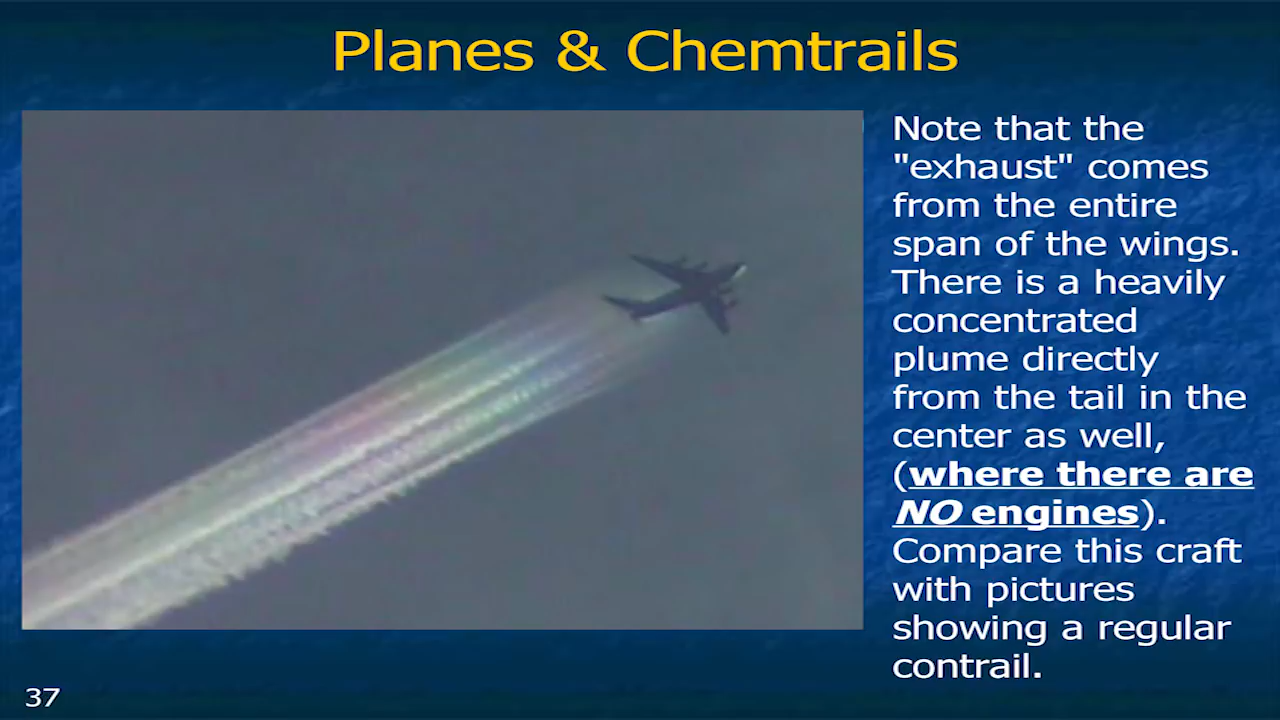 Planes & Chemtrails
Note that the
"exhaust" comes
from the entire
span of the wings.
There is a heavily
concentrated
plume directly
from the tail in the
center as well,
(where there are
NO engines).
Compare this craft
with pictures
showing a regular
contrail.
37